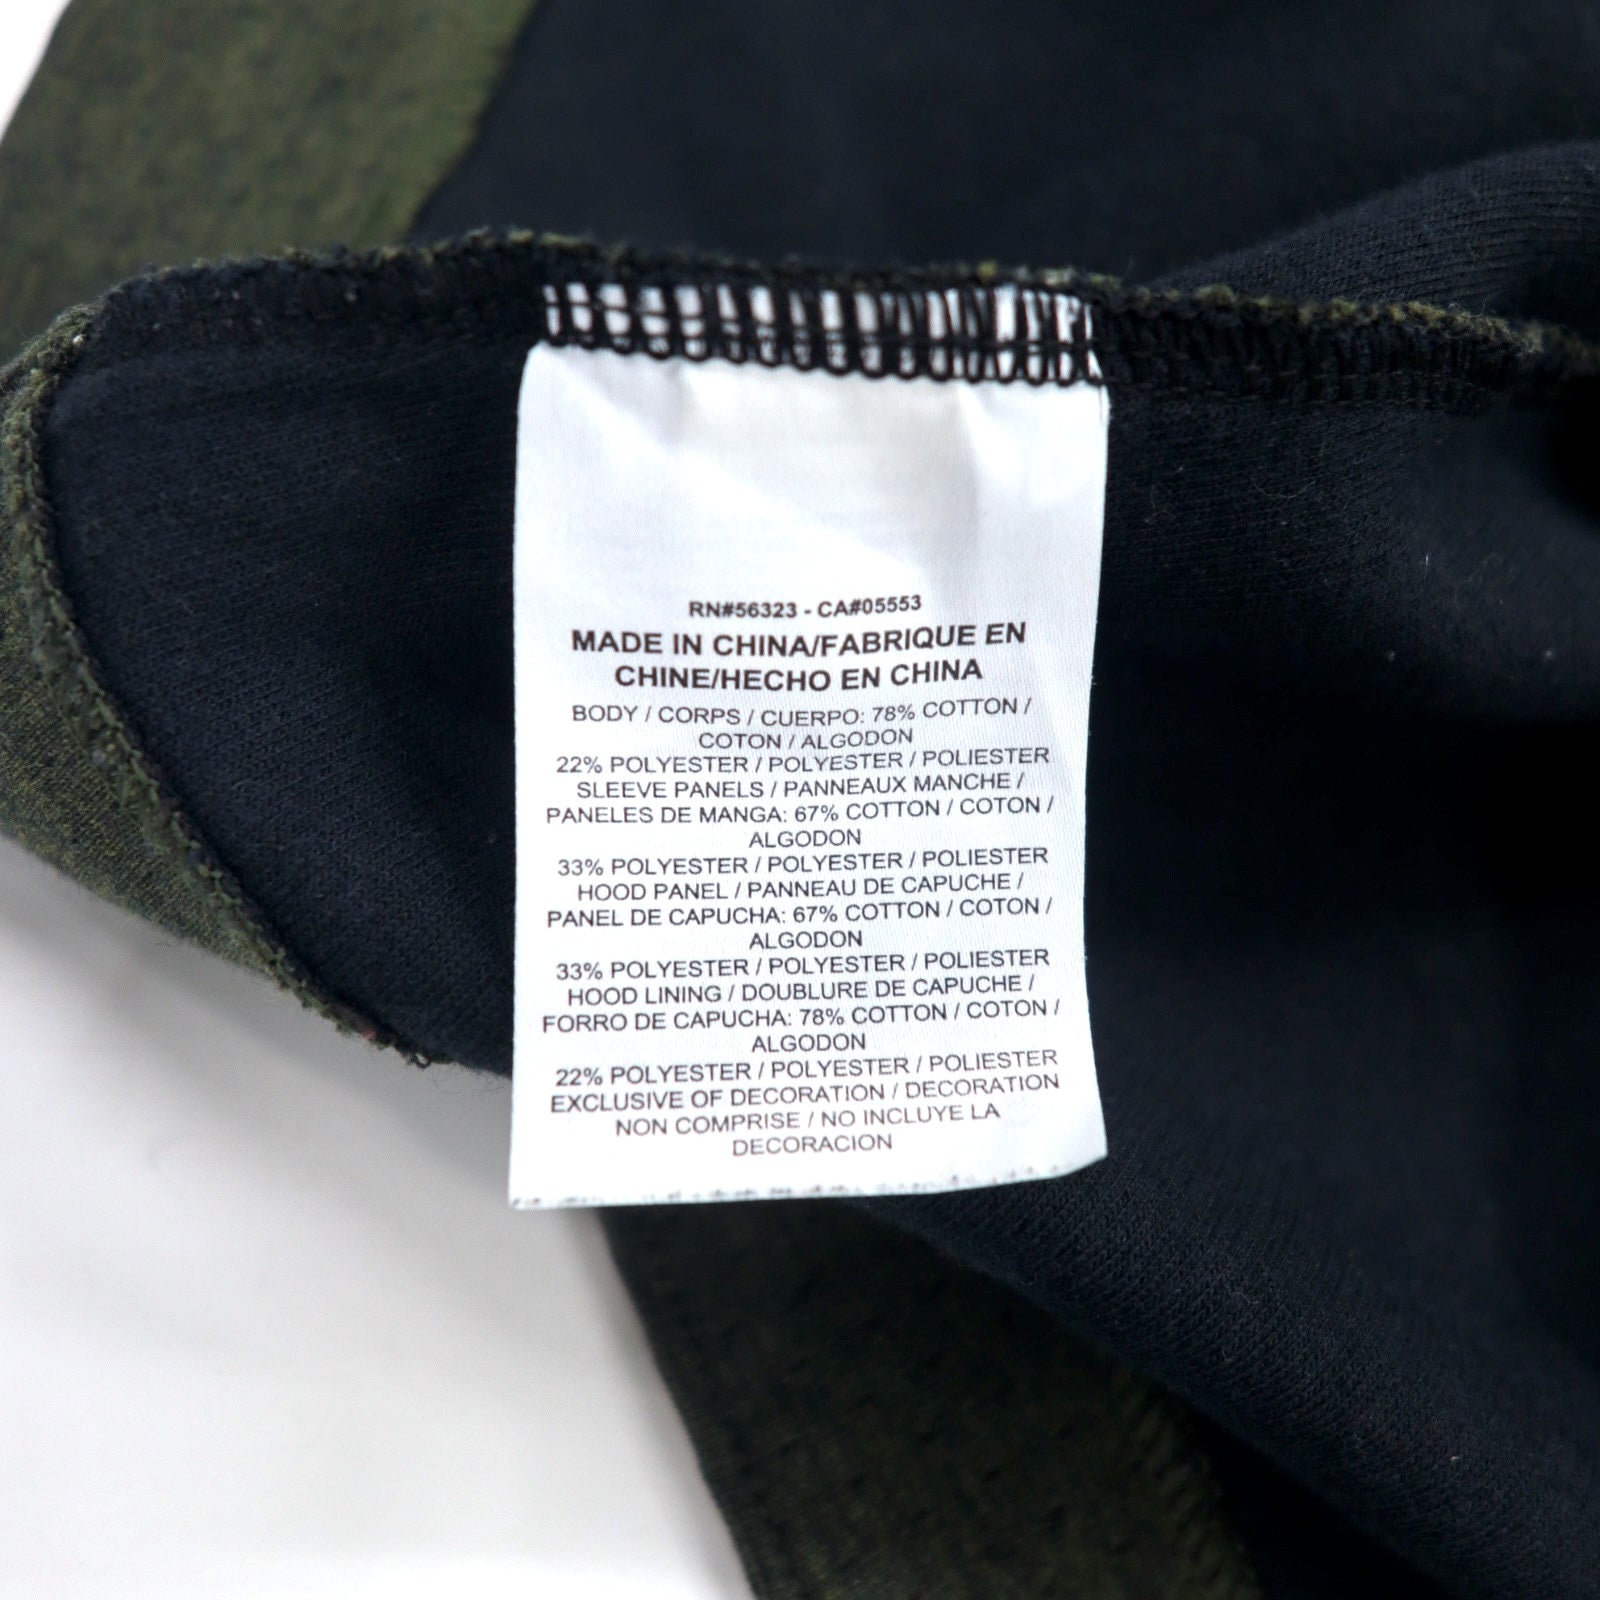 RN#56323 - CA#05553
MADE IN CHINA/FABRIQUE EN
CHINE/HECHO EN CHINA
BODY / CORPS / CUERPO: 78% COTTON /
COTON / ALGODON
22% POLYESTER / POLYESTER / POLIESTER
SLEEVE PANELS / PANNEAUX MANCHE /
PANELES DE MANGA: 67% COTTON / COTON /
ALGODON
33% POLYESTER / POLYESTER / POLIESTER
HOOD PANEL / PANNEAU DE CAPUCHE /
PANEL DE CAPUCHA: 67% COTTON / COTON /
ALGODON
33% POLYESTER / POLYESTER / POLIESTER
HOOD LINING / DOUBLURE DE CAPUCHE /
FORRO DE CAPUCHA: 78% COTTON / COTON /
ALGODON
22% POLYESTER / POLYESTER / POLIESTER
EXCLUSIVE OF DECORATION / DECORATION
NON COMPRISE / NO INCLUYE LA
DECORACION